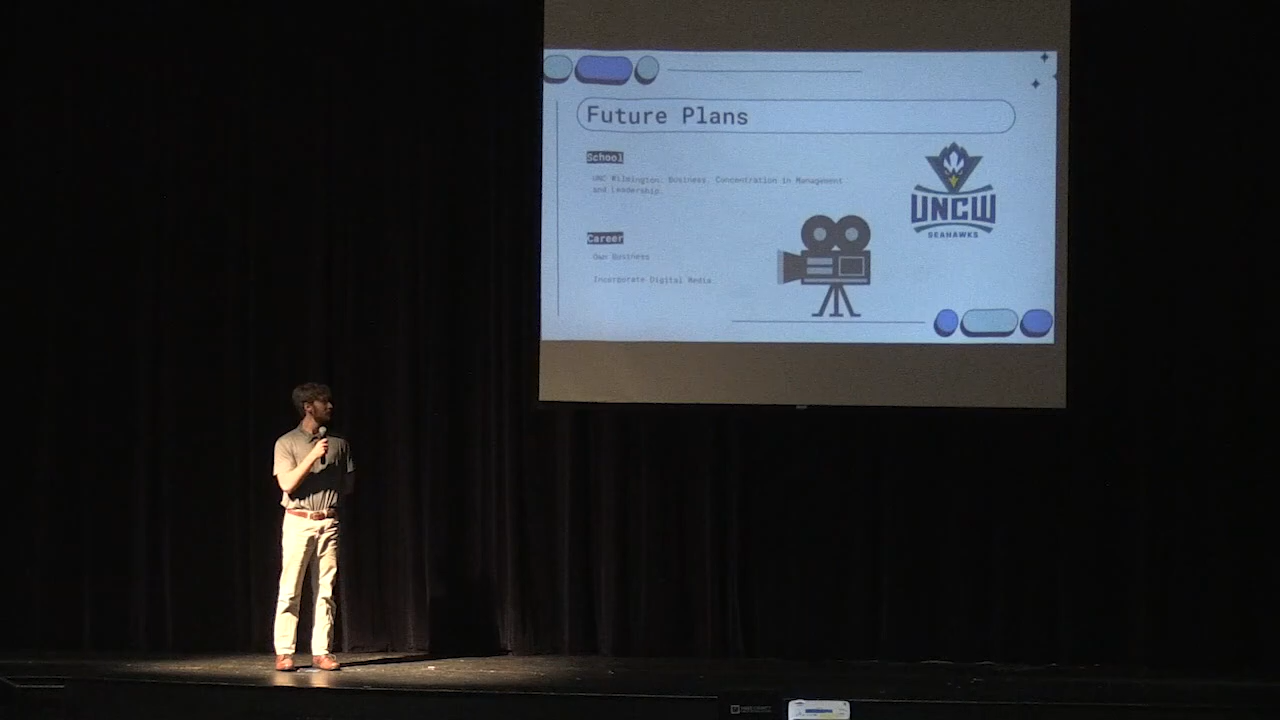 Future Plans
School
UNC Wilmington. Business. Concentration in Management
and Leadership.
UNCW
SEAHAWKS
Career
Own Business
Incorporate Digital Media.